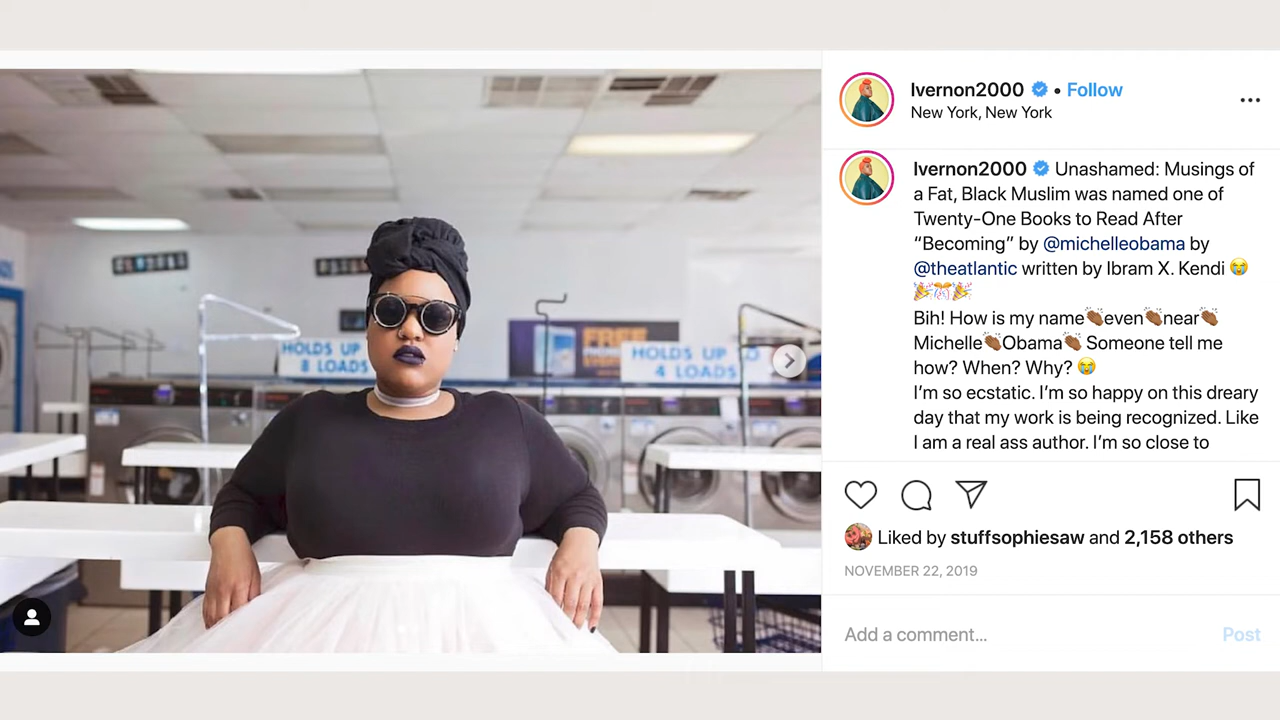 HOLDS UP
8 LOADS
FREE
HOLDS UP
4 LOADS
lvernon2000 • Follow
New York, New York
lvernon2000 Unashamed: Musings of
a Fat, Black Muslim was named one of
Twenty-One Books to Read After
“Becoming” by @michelleobama by
@theatlantic written by Ibram X. Kendi 😭
🎉🎊🎉
Bih! How is my name👏🏾even👏🏾near👏🏾
Michelle👏🏾Obama👏🏾 Someone tell me
how? When? Why? 😭
I’m so ecstatic. I’m so happy on this dreary
day that my work is being recognized. Like
I am a real ass author. I’m so close to
Liked by stuffsophiesaw and 2,158 others
NOVEMBER 22, 2019
Add a comment... Post